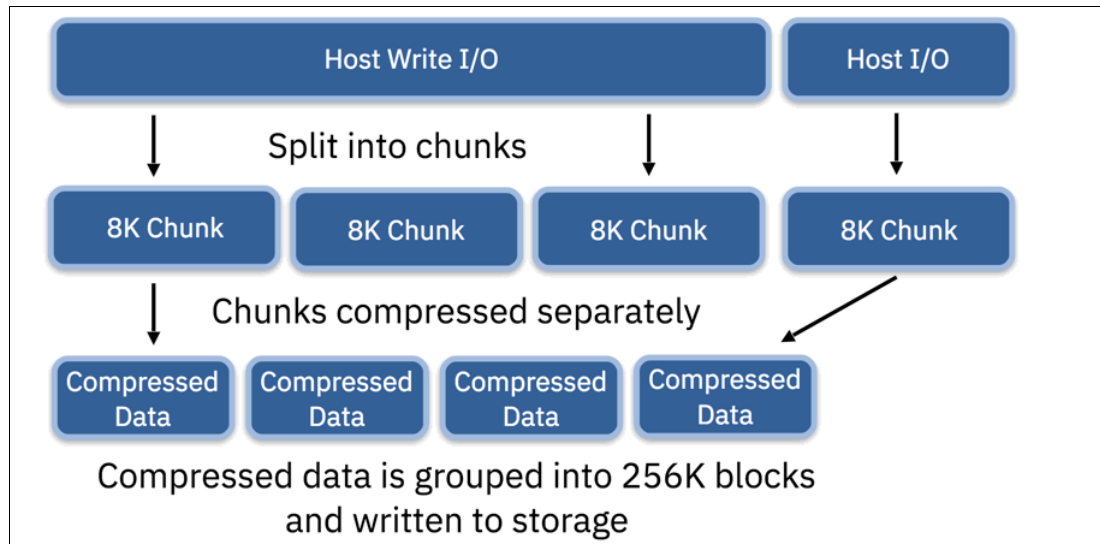 Host Write I/O
Host I/O
Split into chunks
8K Chunk
8K Chunk
8K Chunk
8K Chunk
Chunks compressed separately
Compressed
Data
Compressed
Data
Compressed
Data
Compressed
Data
Compressed data is grouped into 256K blocks
and written to storage